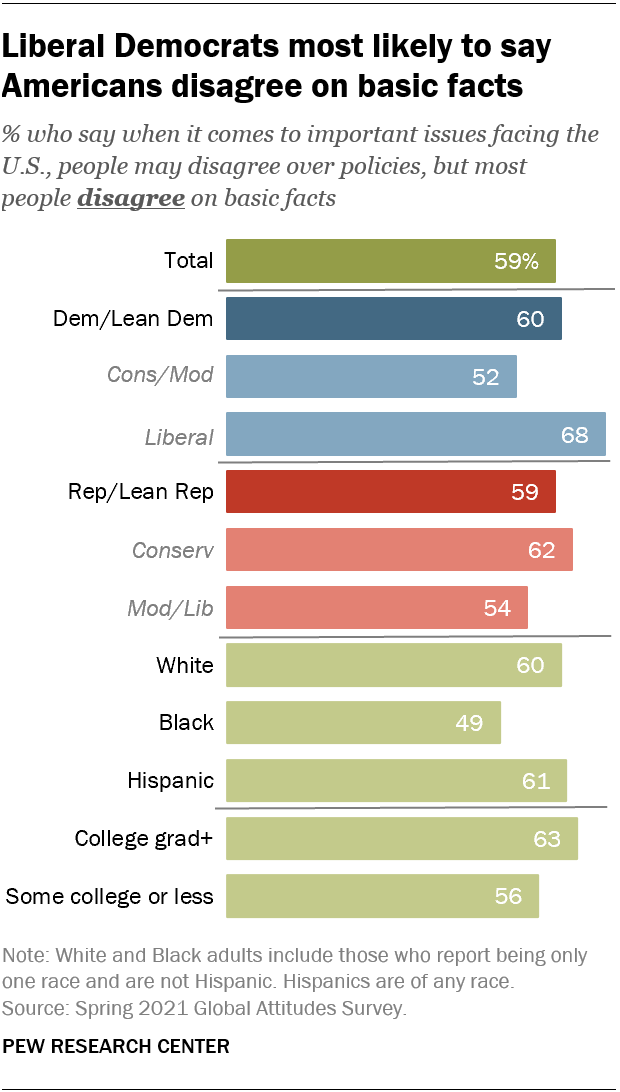 Liberal Democrats most likely to say
Americans disagree on basic facts
% who say when it comes to important issues facing the
U.S., people may disagree over policies, but most
people disagree on basic facts
Total 59%
Dem/Lean Dem 60
Cons/Mod 52
Liberal 68
Rep/Lean Rep 59
Conserv 62
Mod/Lib 54
White 60
Black 49
Hispanic 61
College grad+ 63
Some college or less 56
Note: White and Black adults include those who report being only
one race and are not Hispanic. Hispanics are of any race.
Source: Spring 2021 Global Attitudes Survey.
PEW RESEARCH CENTER